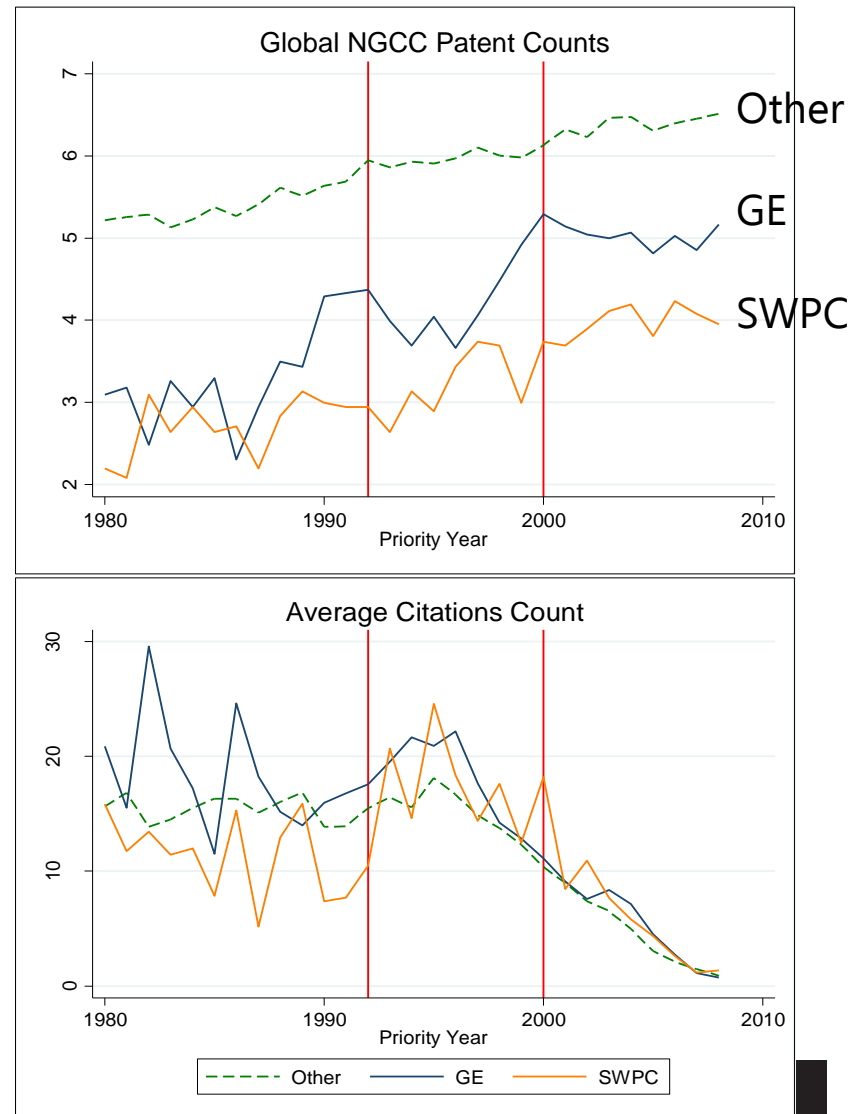 Global NGCC Patent Counts
7
6
5
4
3
2
Other
GE
SWPC
1980 1990 2000 2010
Priority Year
Average Citations Count
30
20
10
0
1980 1990 2000 2010
Priority Year
Other GE SWPC